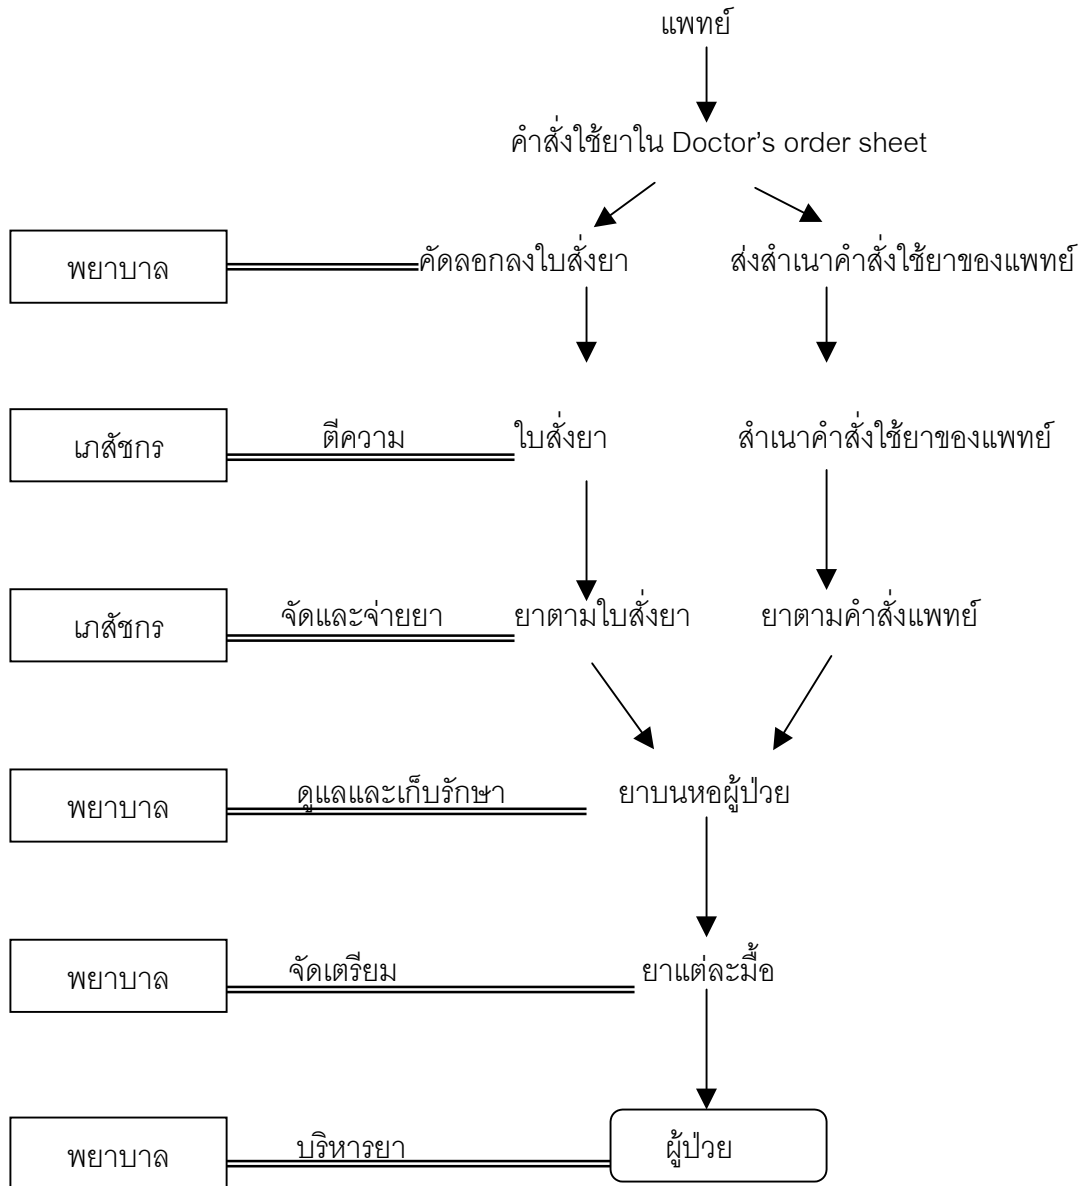 แพทย์
คำสั่งใช้ยาใน Doctor's order sheet
พยาบาล คัดลอกลงใบสั่งยา ส่งสำเนาคำสั่งใช้ยาของแพทย์
เภสัชกร ตีความ ใบสั่งยา สำเนาคำสั่งใช้ยาของแพทย์
เภสัชกร จัดและจ่ายยา ยาตามใบสั่งยา ยาตามคำสั่งแพทย์
พยาบาล ดูแลและเก็บรักษา ยาบนหอผู้ป่วย
พยาบาล จัดเตรียม ยาแต่ละมื้อ
พยาบาล บริหารยา ผู้ป่วย